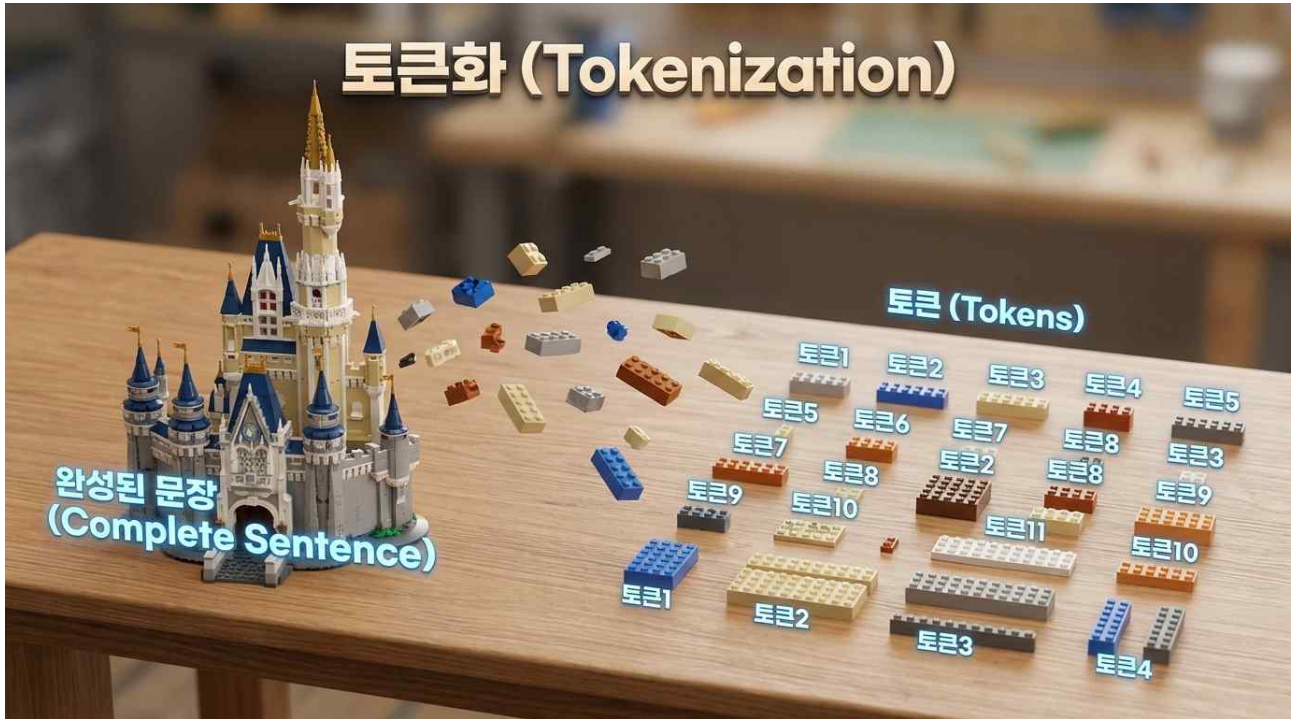 토큰화 (Tokenization)
토큰 (Tokens)
토큰1
토큰2
토큰3
토큰4
토큰5
토큰5
토큰6
토큰7
토큰8
토큰3
토큰7
토큰8
토큰2
토큰8
토큰9
토큰9
토큰10
토큰11
토큰10
토큰1
토큰2
토큰3
토큰4
완성된 문장
(Complete Sentence)